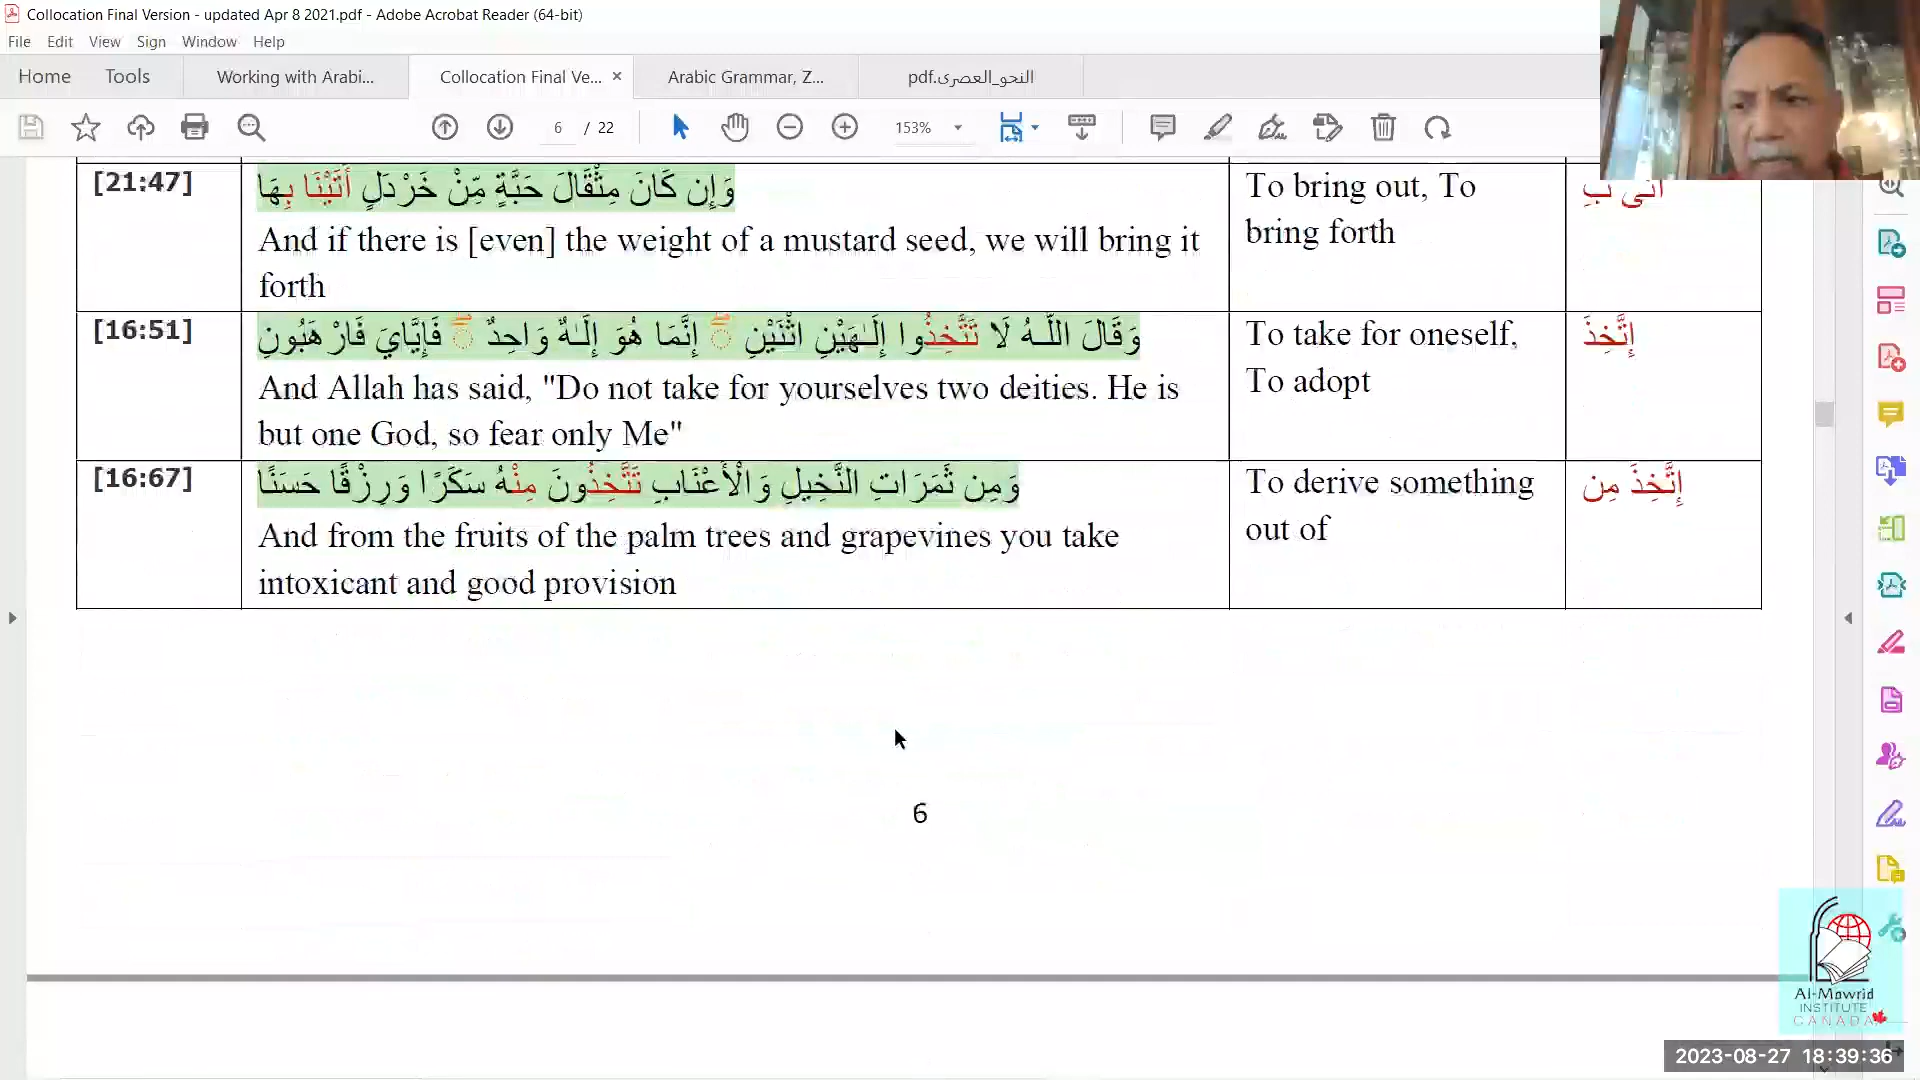 Collocation Final Version - updated Apr 8 2021.pdf - Adobe Acrobat Reader (64-bit)
File Edit View Sign Window Help
Home Tools Working with Arabi... Collocation Final Ve... × Arabic Grammar, Z... النحو_العصرى.pdf
6 / 22 153%
[21:47] وَإِن كَانَ مِثْقَالَ حَبَّةٍ مِّنْ خَرْدَلٍ أَتَيْنَا بِهَا To bring out, To أتى بِ
And if there is [even] the weight of a mustard seed, we will bring it bring forth
forth
[16:51] وَقَالَ اللَّـهُ لَا تَتَّخِذُوا إِلَـٰهَيْنِ اثْنَيْنِ ۖ إِنَّمَا هُوَ إِلَـٰهٌ وَاحِدٌ ۖ فَإِيَّايَ فَارْهَبُونِ To take for oneself, إِتَّخِذَ
And Allah has said, "Do not take for yourselves two deities. He is To adopt
but one God, so fear only Me"
[16:67] وَمِن ثَمَرَاتِ النَّخِيلِ وَالْأَعْنَابِ تَتَّخِذُونَ مِنْهُ سَكَرًا وَرِزْقًا حَسَنًا To derive something إِتَّخِذَ مِن
And from the fruits of the palm trees and grapevines you take out of
intoxicant and good provision
6
Al-Mawrid
INSTITUTE
CANADA
2023-08-27 18:39:36